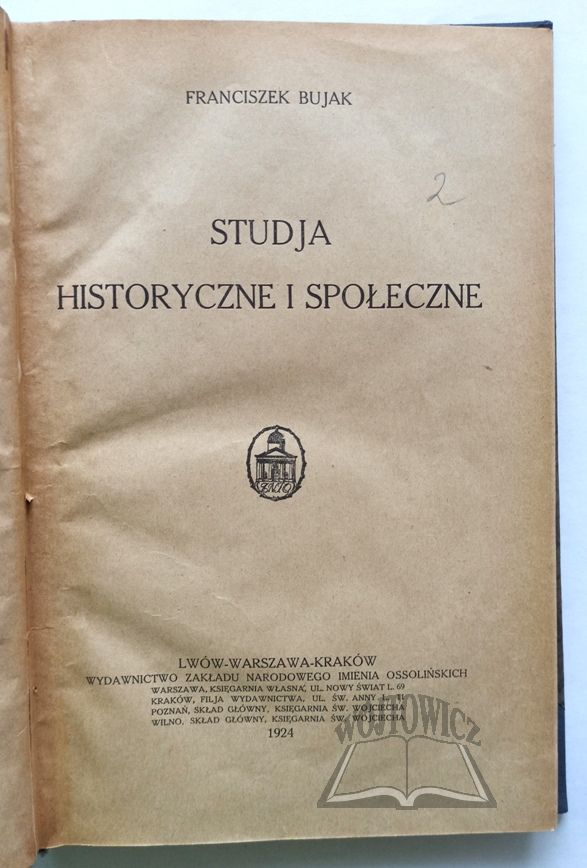 FRANCISZEK BUJAK
2
STUDJA
HISTORYCZNE I SPOŁECZNE
ZNIO
LWÓW-WARSZAWA-KRAKÓW
WYDAWNICTWO ZAKŁADU NARODOWEGO IMIENIA OSSOLIŃSKICH
WARSZAWA, KSIĘGARNIA WŁASNA, UL. NOWY ŚWIAT L. 69
KRAKÓW, FILJA WYDAWNICTWA, UL. ŚW. ANNY L. 11
POZNAŃ, SKŁAD GŁÓWNY, KSIĘGARNIA ŚW. WOJCIECHA
WILNO, SKŁAD GŁÓWNY, KSIĘGARNIA ŚW. WOJCIECHA
1924
WÓJTOWICZ